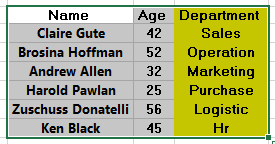 Name Age Department
Claire Gute 42 Sales
Brosina Hoffman 52 Operation
Andrew Allen 32 Marketing
Harold Pawlan 25 Purchase
Zuschuss Donatelli 56 Logistic
Ken Black 45 Hr